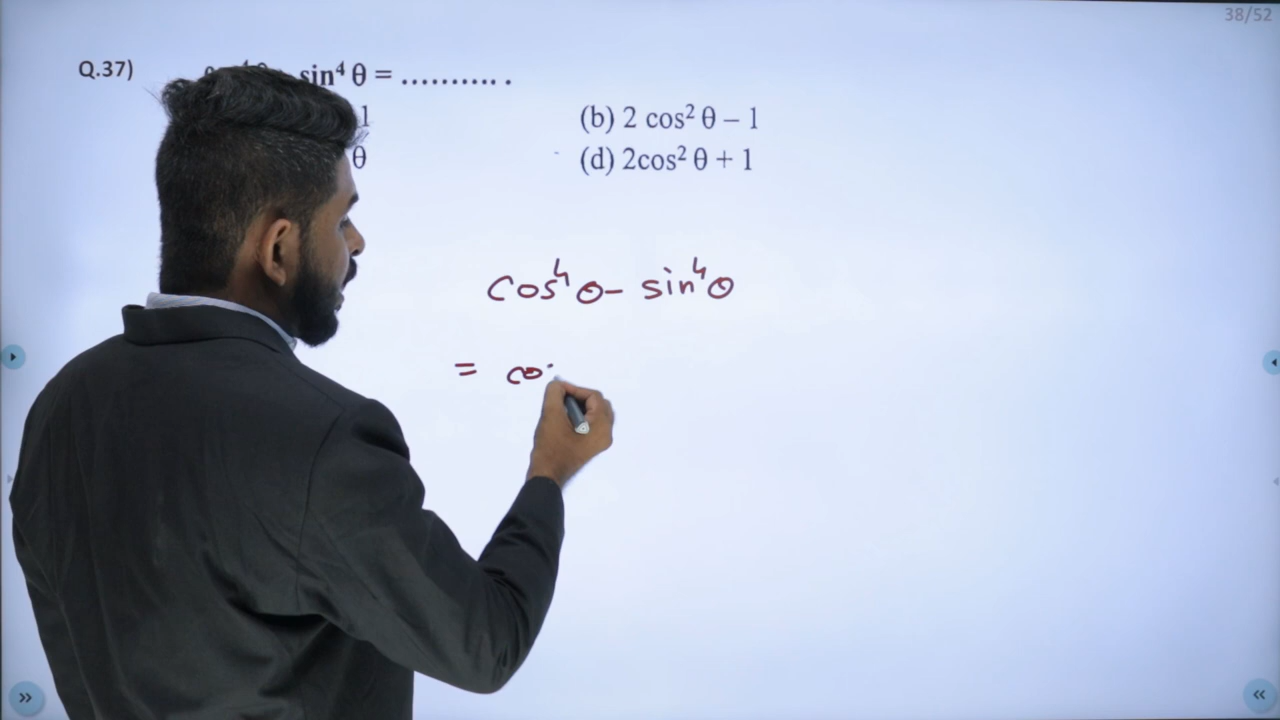 38/52
Q.37) sin⁴ θ = .......... .
1 (b) 2 cos² θ – 1
θ (d) 2cos² θ + 1
cos⁴θ - sin⁴θ
= co